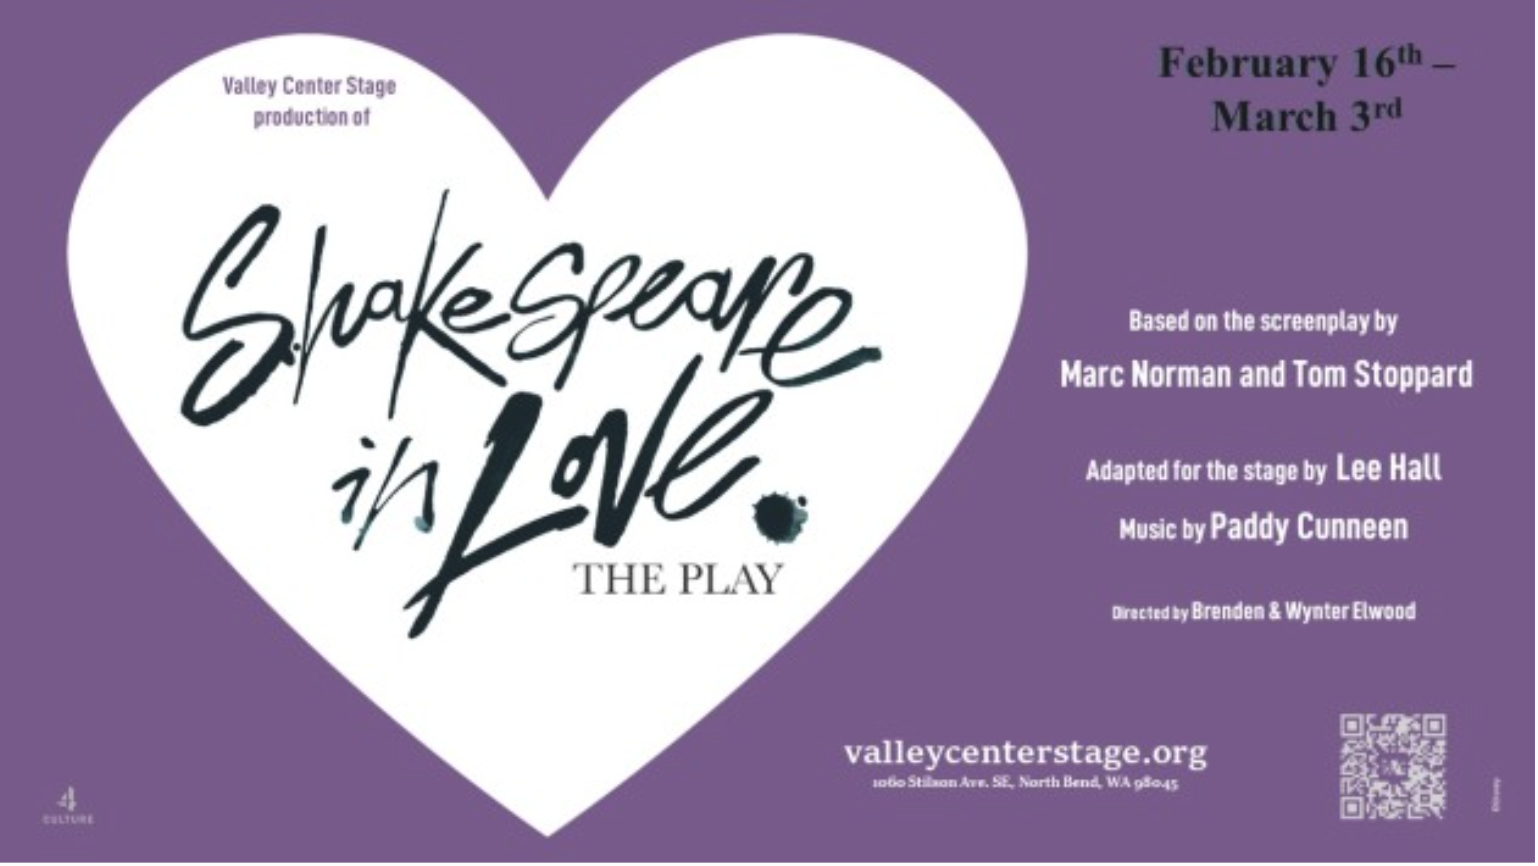 Valley Center Stage
production of
Shakespeare
in Love.
THE PLAY
February 16th –
March 3rd
Based on the screenplay by
Marc Norman and Tom Stoppard
Adapted for the stage by Lee Hall
Music by Paddy Cunneen
Directed by Brenden & Wynter Elwood
valleycenterstage.org
1060 Stilson Ave. SE, North Bend, WA 98045
4
CULTURE